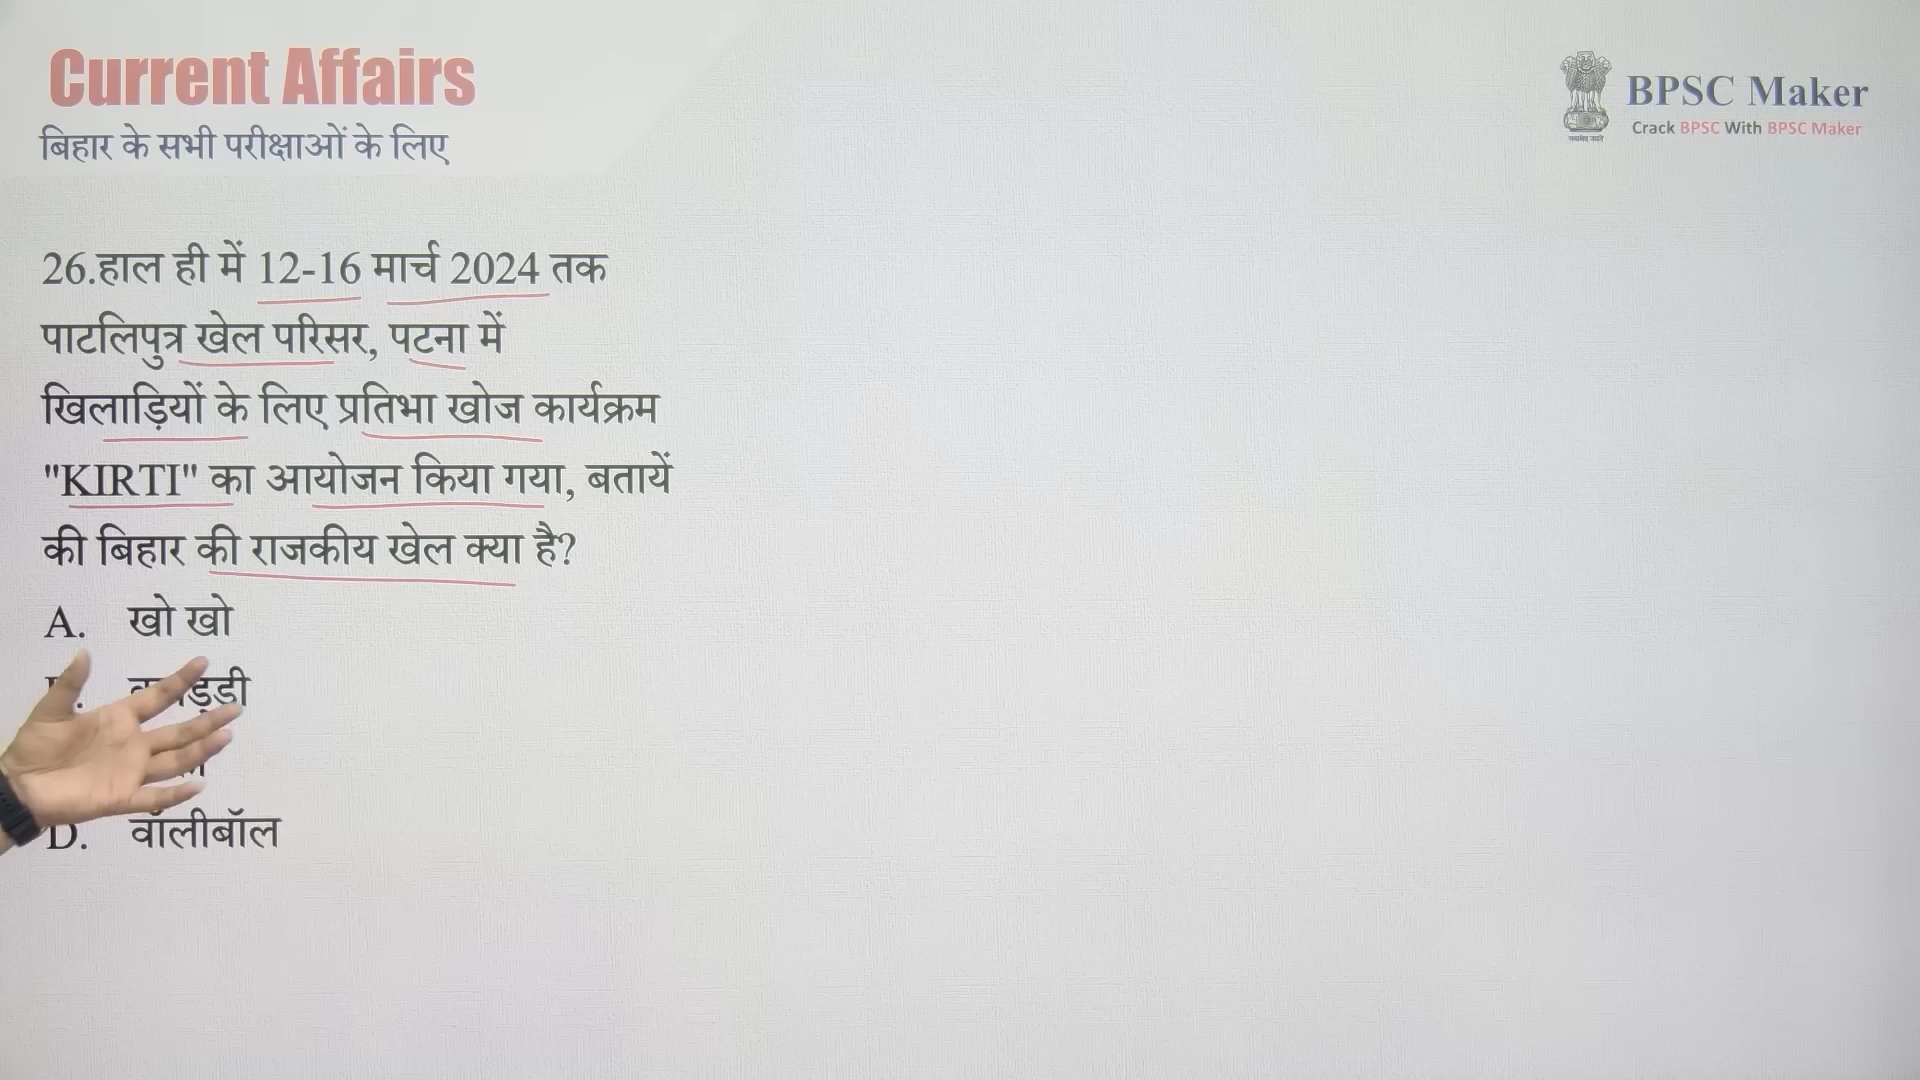 Current Affairs
बिहार के सभी परीक्षाओं के लिए
BPSC Maker
Crack BPSC With BPSC Maker
26.हाल ही में 12-16 मार्च 2024 तक
पाटलिपुत्र खेल परिसर, पटना में
खिलाड़ियों के लिए प्रतिभा खोज कार्यक्रम
"KIRTI" का आयोजन किया गया, बतायें
की बिहार की राजकीय खेल क्या है?
A. खो खो
D. वॉलीबॉल